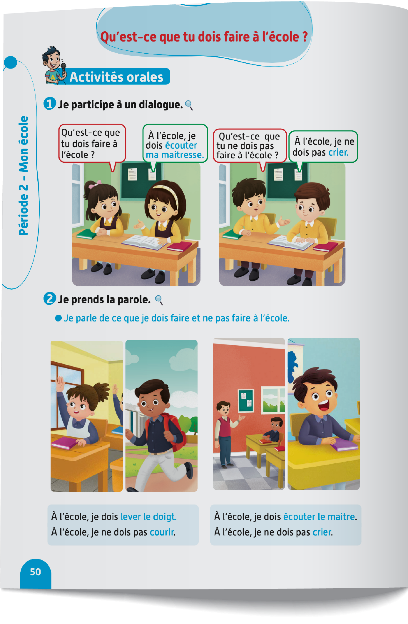 Qu'est-ce que tu dois faire à l'école ?
Activités orales
1 Je participe à un dialogue.
Qu'est-ce que
tu dois faire à
l'école ?
À l'école, je
dois écouter
ma maitresse.
Qu'est-ce que
tu ne dois pas
faire à l'école ?
À l'école, je ne
dois pas crier.
Période 2 - Mon école
2 Je prends la parole.
Je parle de ce que je dois faire et ne pas faire à l'école.
À l'école, je dois lever le doigt.
À l'école, je ne dois pas courir.
À l'école, je dois écouter le maitre.
À l'école, je ne dois pas crier.
50